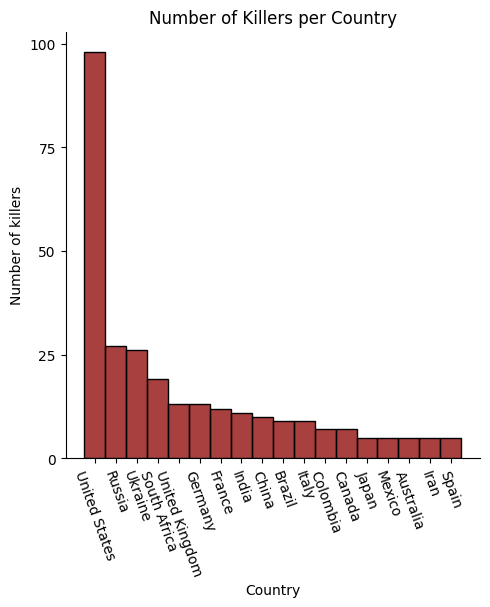 Number of Killers per Country
Number of killers
100
75
50
25
0
United States
Russia
Ukraine
South Africa
United Kingdom
Germany
France
India
China
Brazil
Italy
Colombia
Canada
Japan
Mexico
Australia
Iran
Spain
Country